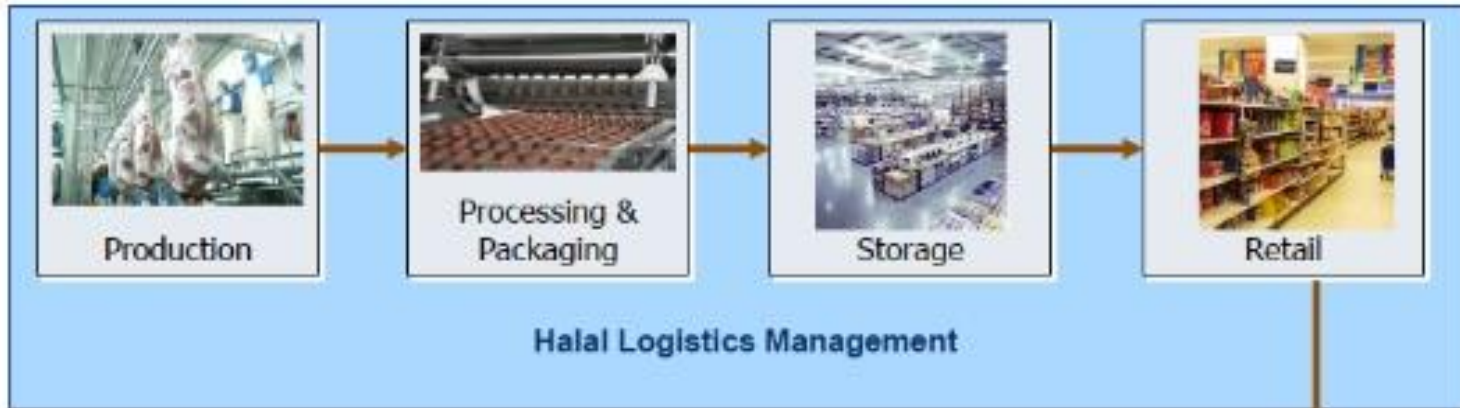 Production
Processing &
Packaging
Storage
Retail
Halal Logistics Management